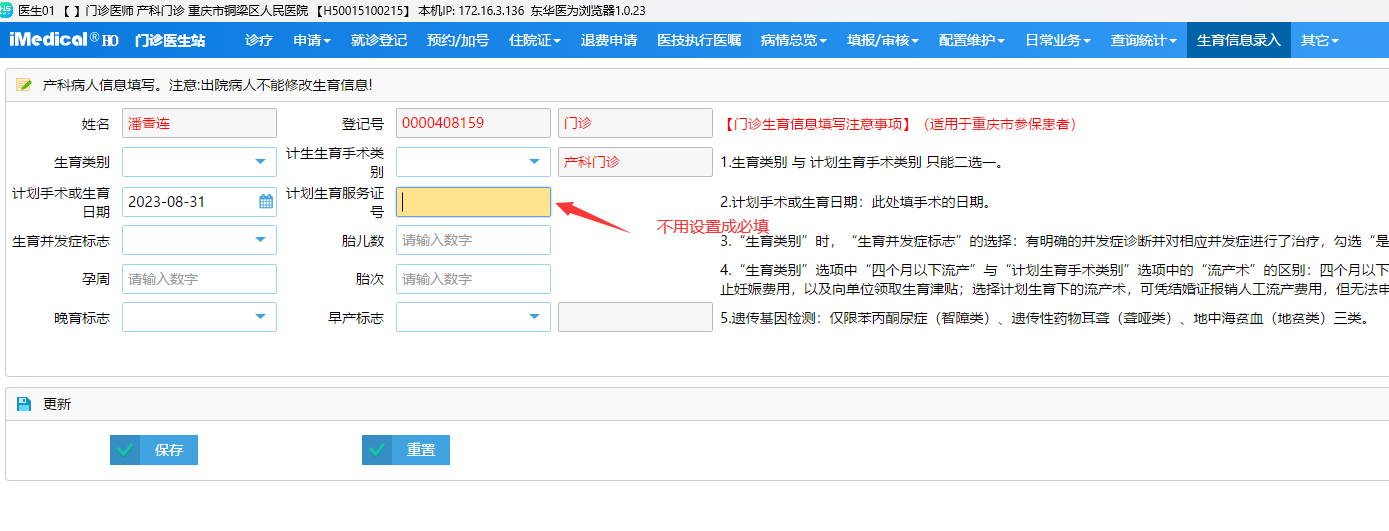 医生01 【 】门诊医师 产科门诊 重庆市铜梁区人民医院 【H50015100215】 本机IP: 172.16.3.136 东华医为浏览器1.0.23
iMedical® HO 门诊医生站 诊疗 申请 就诊登记 预约/加号 住院证 退费申请 医技执行医嘱 病情总览 填报/审核 配置维护 日常业务 查询统计 生育信息录入 其它
产科病人信息填写。注意:出院病人不能修改生育信息!
姓名 潘香连 登记号 0000408159 门诊 【门诊生育信息填写注意事项】（适用于重庆市参保患者）
生育类别 计生生育手术类别 产科门诊 1.生育类别 与 计划生育手术类别 只能二选一。
计划手术或生育日期 2023-08-31 计划生育服务证号 2.计划手术或生育日期：此处填手术的日期。
不用设置成必填
生育并发症标志 胎儿数 请输入数字 3.“生育类别”时，“生育并发症标志”的选择：有明确的并发症诊断并对相应并发症进行了治疗，勾选“是
孕周 请输入数字 胎次 请输入数字 4.“生育类别”选项中“四个月以下流产”与“计划生育手术类别”选项中的“流产术”的区别：四个月以下
止妊娠费用，以及向单位领取生育津贴；选择计划生育下的流产术，可凭结婚证报销人工流产费用，但无法申
晚育标志 早产标志 5.遗传基因检测：仅限苯丙酮尿症（智障类）、遗传性药物耳聋（聋哑类）、地中海贫血（地贫类）三类。
更新
保存 重置